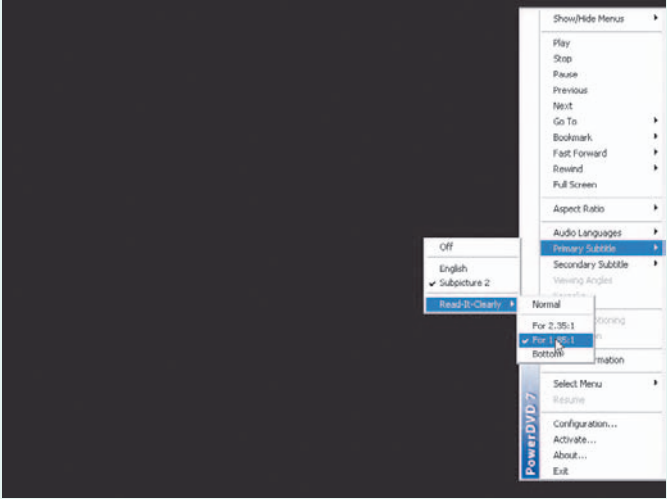 Show/Hide Menus
Play
Stop
Pause
Previous
Next
Go To
Bookmark
Fast Forward
Rewind
Full Screen
Aspect Ratio
Audio Languages
Primary Subtitle
Secondary Subtitle
Viewing Angles
Off
English
Subpicture 2
Read-It-Clearly
Normal
For 2.35:1
For 1.85:1
Bottom
Select Menu
Resume
Configuration...
Activate...
About...
Exit
PowerDVD 7